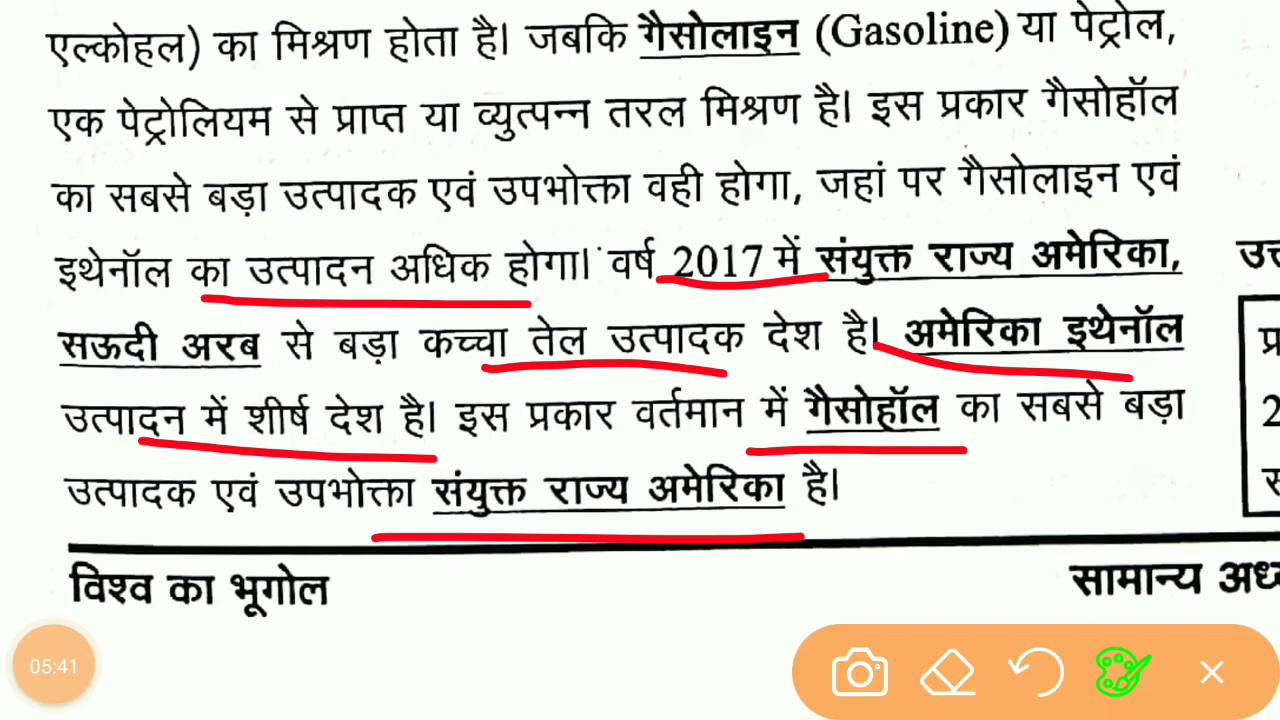 एल्कोहल) का मिश्रण होता है। जबकि गैसोलाइन (Gasoline) या पेट्रोल,
एक पेट्रोलियम से प्राप्त या व्युत्पन्न तरल मिश्रण है। इस प्रकार गैसोहॉल
का सबसे बड़ा उत्पादक एवं उपभोक्ता वही होगा, जहां पर गैसोलाइन एवं
इथेनॉल का उत्पादन अधिक होगा। वर्ष 2017 में संयुक्त राज्य अमेरिका,
सऊदी अरब से बड़ा कच्चा तेल उत्पादक देश है। अमेरिका इथेनॉल
उत्पादन में शीर्ष देश है। इस प्रकार वर्तमान में गैसोहॉल का सबसे बड़ा
उत्पादक एवं उपभोक्ता संयुक्त राज्य अमेरिका है।
विश्व का भूगोल
सामान्य
05:41